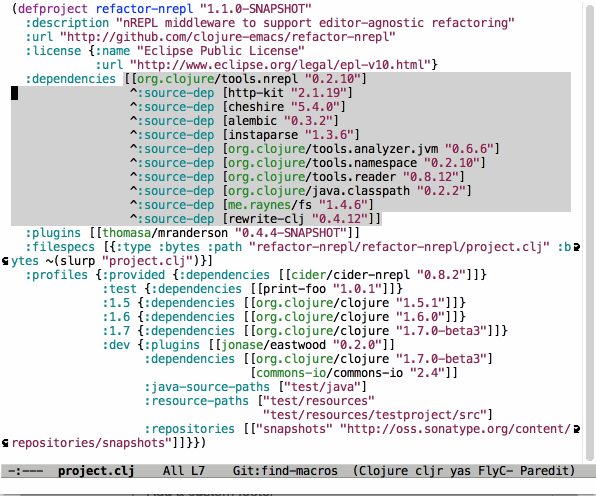 (defproject refactor-nrepl "1.1.0-SNAPSHOT"
  :description "nREPL middleware to support editor-agnostic refactoring"
  :url "http://github.com/clojure-emacs/refactor-nrepl"
  :license {:name "Eclipse Public License"
            :url "http://www.eclipse.org/legal/epl-v10.html"}
  :dependencies [[org.clojure/tools.nrepl "0.2.10"]
                 ^:source-dep [http-kit "2.1.19"]
                 ^:source-dep [cheshire "5.4.0"]
                 ^:source-dep [alembic "0.3.2"]
                 ^:source-dep [instaparse "1.3.6"]
                 ^:source-dep [org.clojure/tools.analyzer.jvm "0.6.6"]
                 ^:source-dep [org.clojure/tools.namespace "0.2.10"]
                 ^:source-dep [org.clojure/tools.reader "0.8.12"]
                 ^:source-dep [org.clojure/java.classpath "0.2.2"]
                 ^:source-dep [me.raynes/fs "1.4.6"]
                 ^:source-dep [rewrite-clj "0.4.12"]]
  :plugins [[thomasa/mranderson "0.4.4-SNAPSHOT"]]
  :filespecs [{:type :bytes :path "refactor-nrepl/refactor-nrepl/project.clj" :b
ytes ~(slurp "project.clj")}]
  :profiles {:provided {:dependencies [[cider/cider-nrepl "0.8.2"]]}
             :test {:dependencies [[print-foo "1.0.1"]]}
             :1.5 {:dependencies [[org.clojure/clojure "1.5.1"]]}
             :1.6 {:dependencies [[org.clojure/clojure "1.6.0"]]}
             :1.7 {:dependencies [[org.clojure/clojure "1.7.0-beta3"]]}
             :dev {:plugins [[jonase/eastwood "0.2.0"]]
                   :dependencies [[org.clojure/clojure "1.7.0-beta3"]
                                  [commons-io/commons-io "2.4"]]
                   :java-source-paths ["test/java"]
                   :resource-paths ["test/resources"
                                    "test/resources/testproject/src"]
                   :repositories [["snapshots" "http://oss.sonatype.org/content/
repositories/snapshots"]]}})
-:---  project.clj    All L7    Git:find-macros  (Clojure cljr yas FlyC- Paredit)